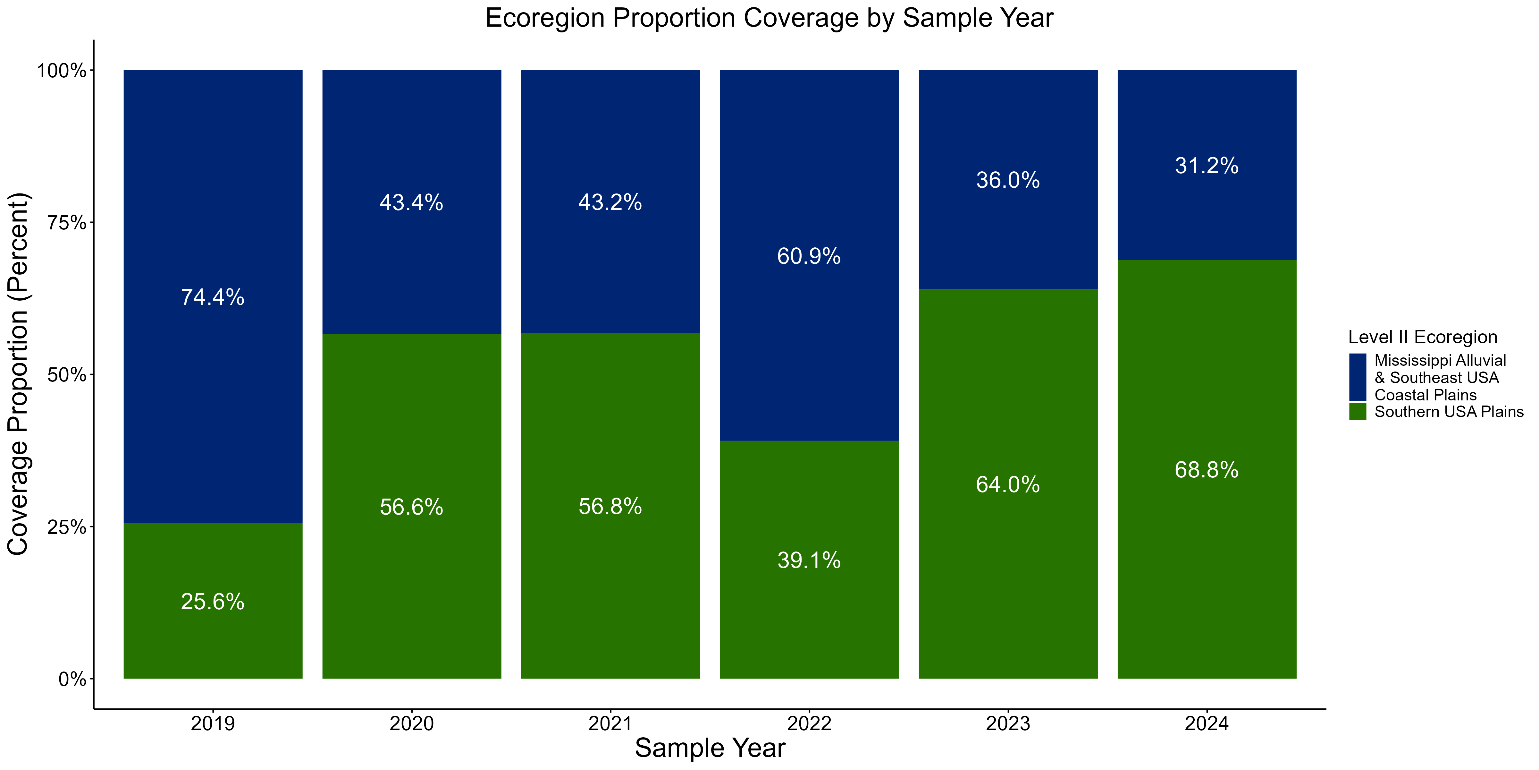 Ecoregion Proportion Coverage by Sample Year
Coverage Proportion (Percent)
100%
75%
50%
25%
0%
74.4%
25.6%
43.4%
56.6%
43.2%
56.8%
60.9%
39.1%
36.0%
64.0%
31.2%
68.8%
2019
2020
2021
2022
2023
2024
Sample Year
Level II Ecoregion
Mississippi Alluvial
& Southeast USA
Coastal Plains
Southern USA Plains